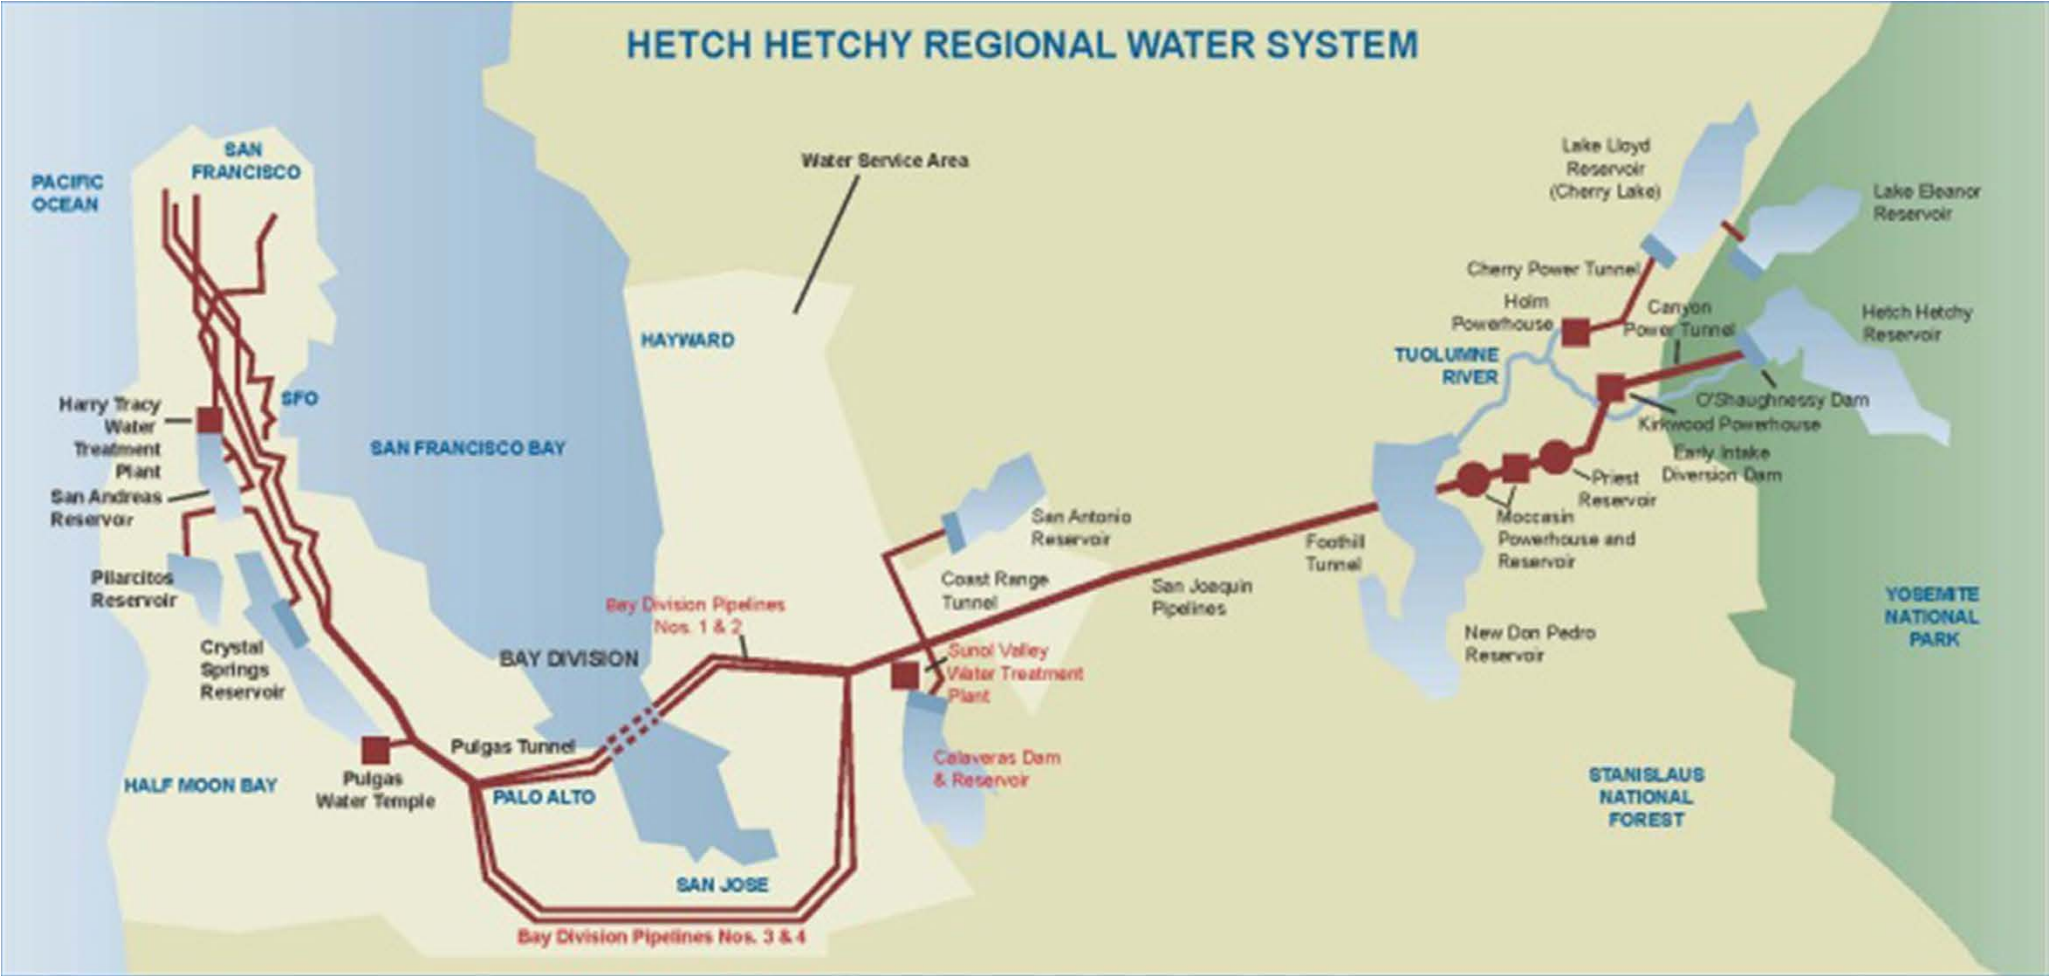 HETCH HETCHY REGIONAL WATER SYSTEM
SAN
FRANCISCO
PACIFIC
OCEAN
Water Service Area
Lake Lloyd
Reservoir
(Cherry Lake)
Lake Eleanor
Reservoir
Cherry Power Tunnel
Holm
Powerhouse
Canyon
Power Tunnel
Hetch Hetchy
Reservoir
HAYWARD
TUOLUMNE
RIVER
O'Shaughnessy Dam
Kirkwood Powerhouse
Early Intake
Diversion Dam
Priest
Reservoir
Moccasin
Powerhouse and
Reservoir
SFO
Harry Tracy
Water
Treatment
Plant
San Andreas
Reservoir
SAN FRANCISCO BAY
San Antonio
Reservoir
Foothill
Tunnel
Pilarcitos
Reservoir
Coast Range
Tunnel
San Joaquin
Pipelines
Bay Division Pipelines
Nos. 1 & 2
YOSEMITE
NATIONAL
PARK
Crystal
Springs
Reservoir
BAY DIVISION
Sunol Valley
Water Treatment
Plant
New Don Pedro
Reservoir
Pulgas Tunnel
Calaveras Dam
& Reservoir
HALF MOON BAY
Pulgas
Water Temple
PALO ALTO
STANISLAUS
NATIONAL
FOREST
SAN JOSE
Bay Division Pipelines Nos. 3 & 4